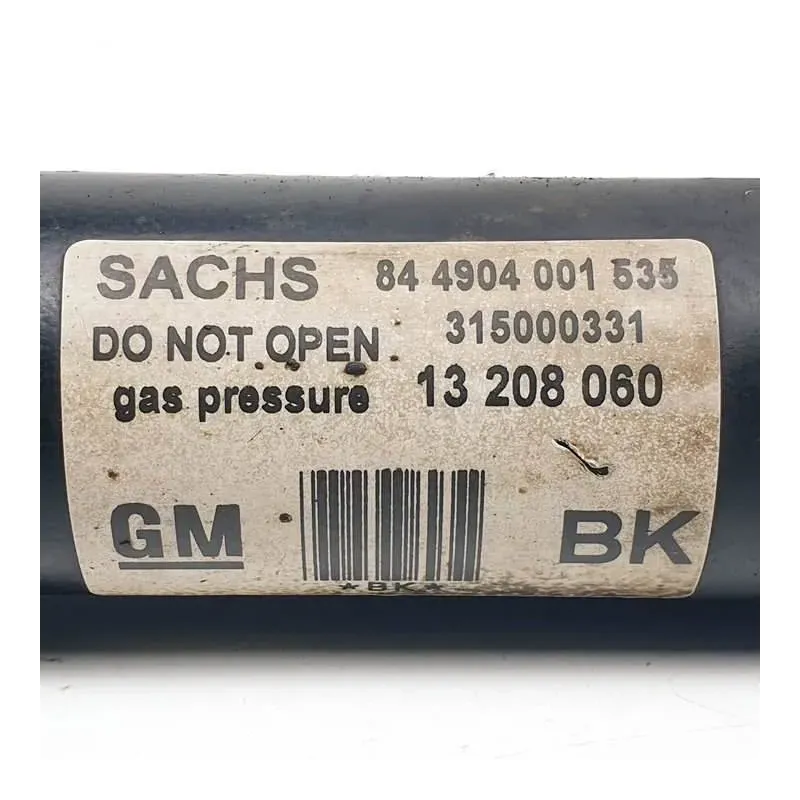 SACHS 84 4904 001 535
DO NOT OPEN 315000331
gas pressure 13 208 060
GM BK
*BK*